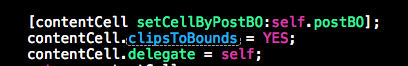 [contentCell setCellByPostBO:self.postBO];
contentCell.clipsToBounds = YES;
contentCell.delegate = self;